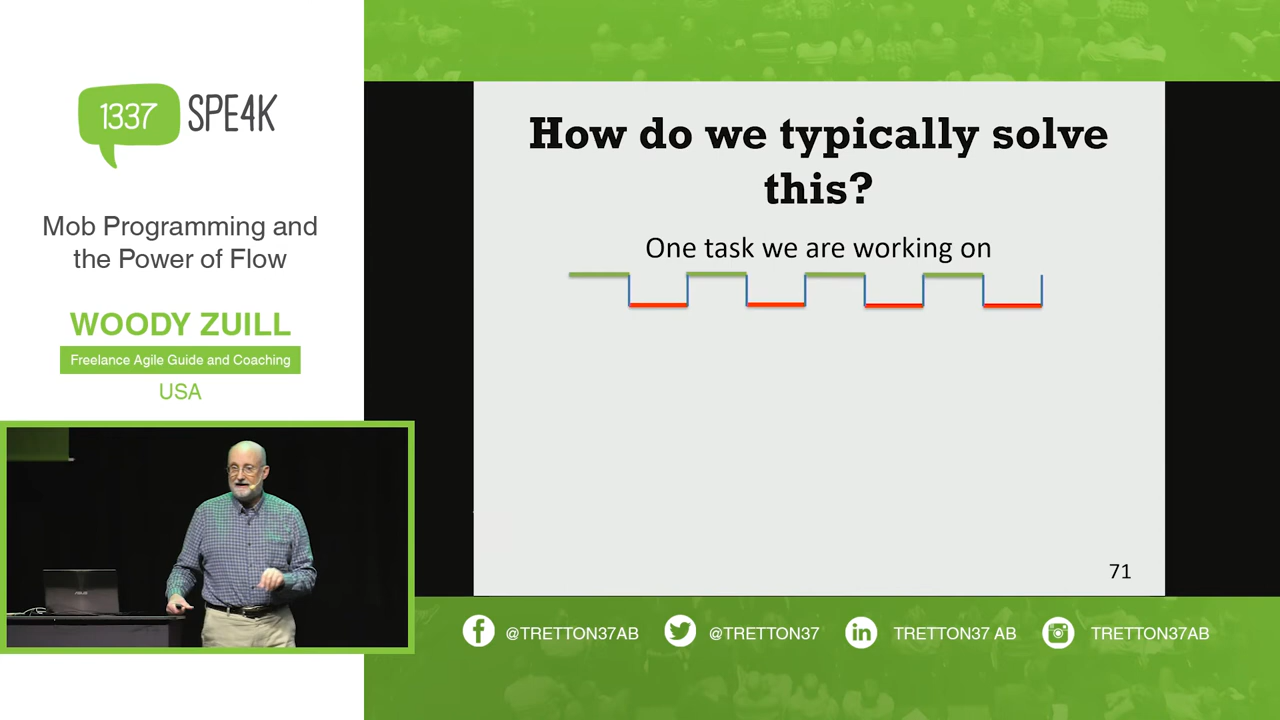 1337
SPE4K
Mob Programming and
the Power of Flow
WOODY ZUILL
Freelance Agile Guide and Coaching
USA
How do we typically solve
this?
One task we are working on
71
@TRETTON37AB
@TRETTON37
TRETTON37 AB
TRETTON37AB